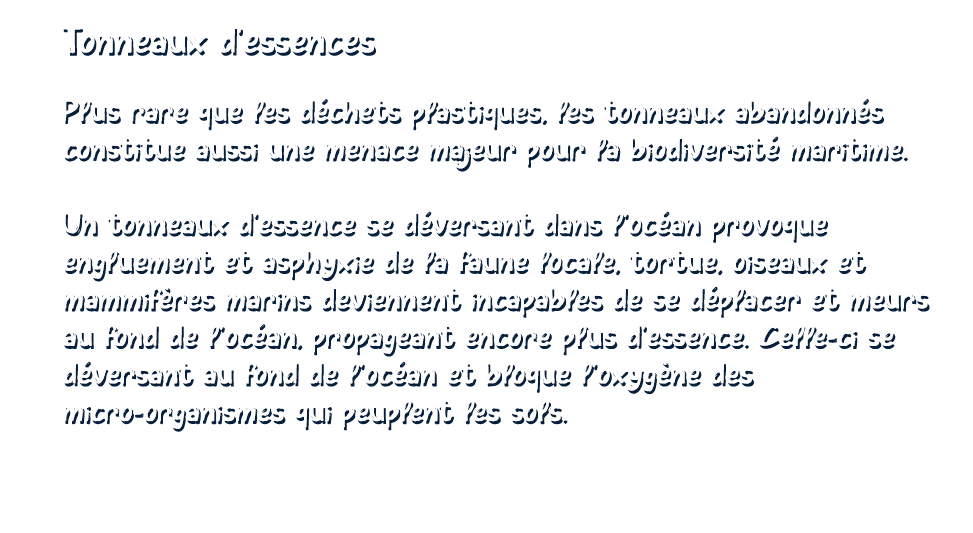 Tonneaux d'essences
Plus rare que les déchets plastiques, les tonneaux abandonnés
constitue aussi une menace majeur pour la biodiversité maritime.
Un tonneaux d'essence se déversant dans l'océan provoque
engluement et asphyxie de la faune locale, tortue, oiseaux et
mammifères marins deviennent incapables de se déplacer et meurs
au fond de l'océan, propageant encore plus d'essence. Celle-ci se
déversant au fond de l'océan et bloque l'oxygène des
micro-organismes qui peuplent les sols.